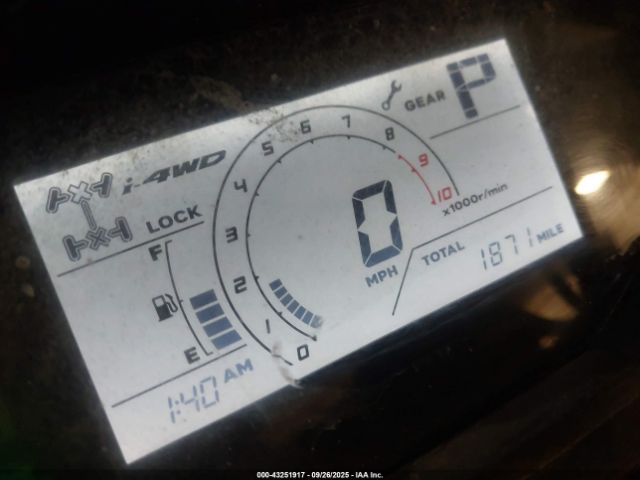 P
GEAR
i-4WD
LOCK
5 6 7 8
4 9
3 10
2 x1000r/min
1
0
0
MPH
TOTAL 1871 MILE
F
E
1:40 AM
000-43251917 - 09/26/2025 - IAA Inc.